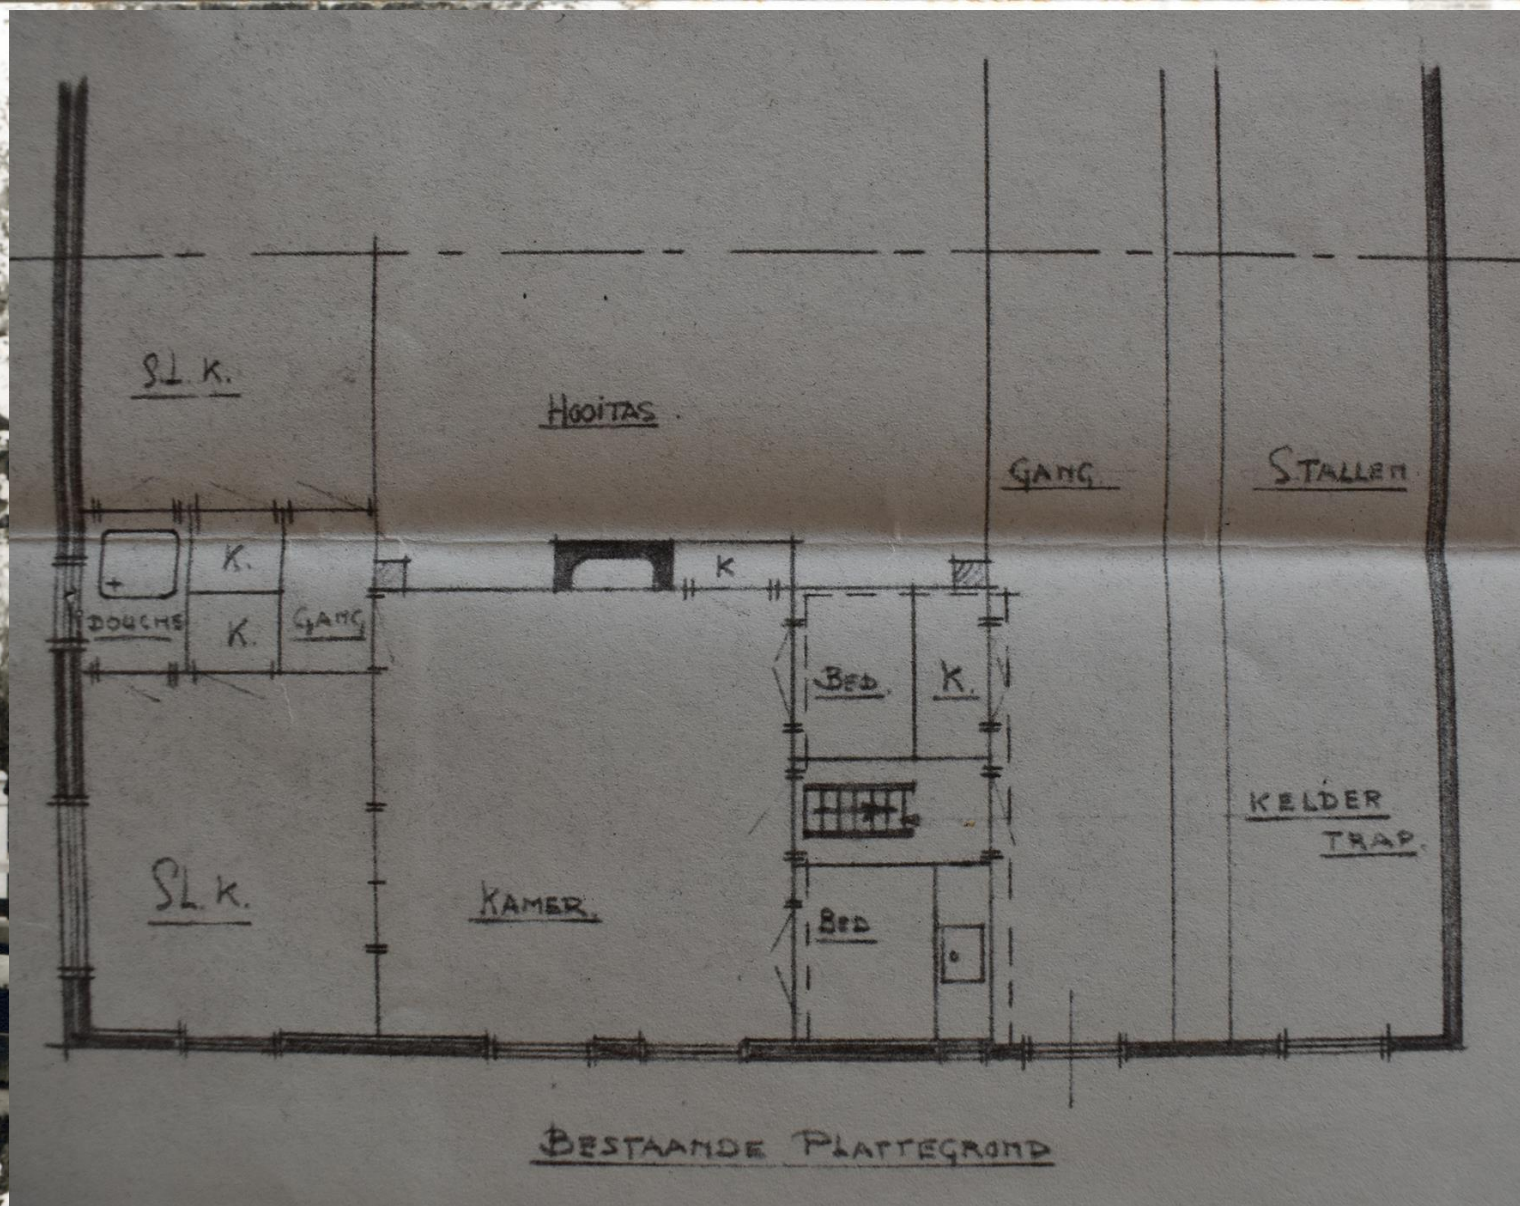 SL. K.
HOOITAS.
GANG
STALLEN
K.
K
DOUCHE
K.
GANG
BED.
K.
KELDER
TRAP.
SL. K.
KAMER.
BED
BESTAANDE PLATTEGROND